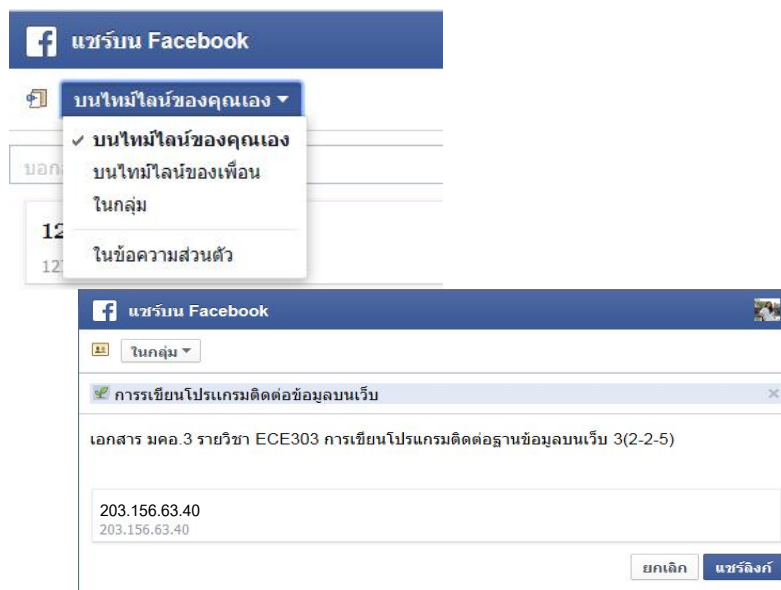 แชร์บน Facebook
บนไทม์ไลน์ของคุณเอง
บนไทม์ไลน์ของคุณเอง
บนไทม์ไลน์ของเพื่อน
ในกลุ่ม
ในข้อความส่วนตัว
แชร์บน Facebook
ในกลุ่ม
การรเขียนโปรแกรมติดต่อข้อมูลบนเว็บ
เอกสาร มคอ.3 รายวิชา ECE303 การเขียนโปรแกรมติดต่อฐานข้อมูลบนเว็บ 3(2-2-5)
203.156.63.40
203.156.63.40
ยกเลิก แชร์ลิงก์